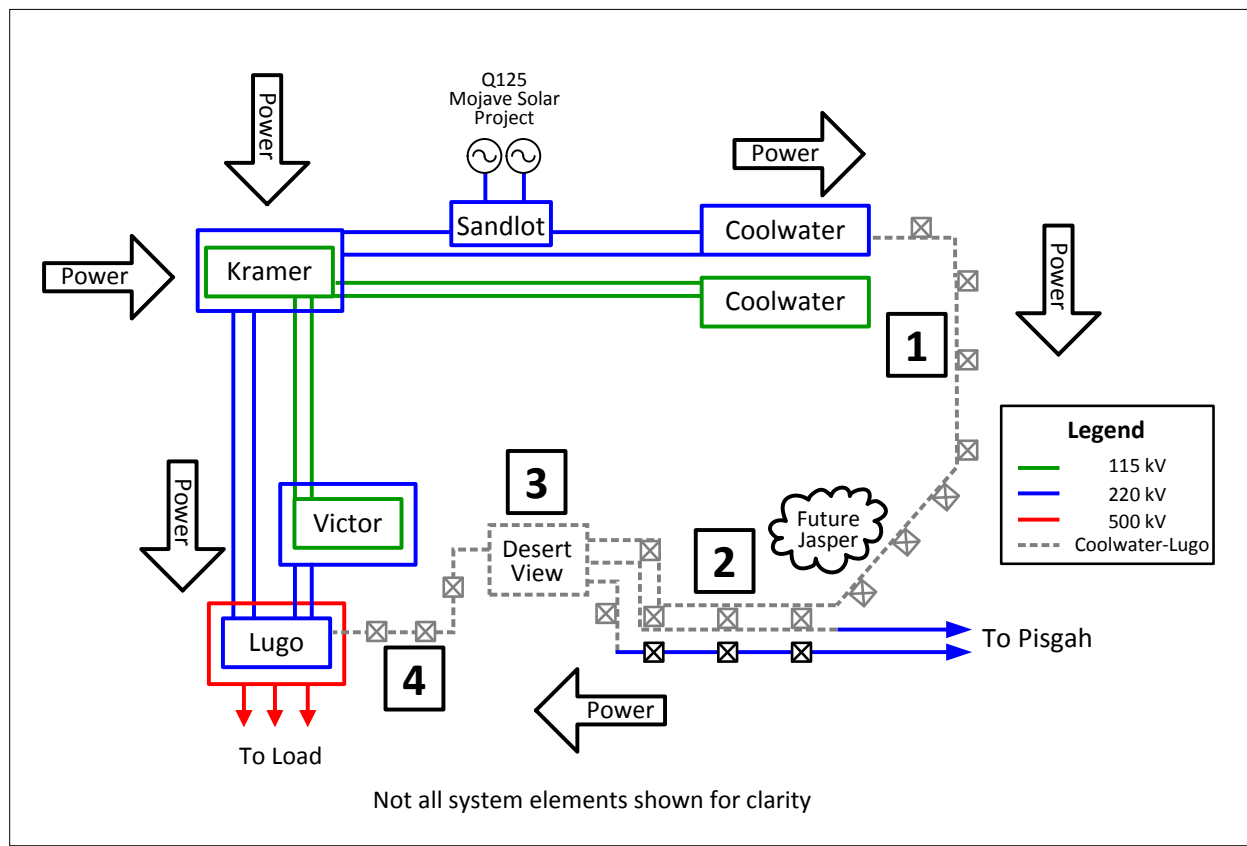 Q125
Mojave Solar
Project
Power
Power
Sandlot
Coolwater
Kramer
Power
Coolwater
Power
1
Legend
115 kV
220 kV
500 kV
Coolwater-Lugo
3
Power
Victor
Future
Jasper
Desert
View
2
Lugo
To Pisgah
4
Power
To Load
Not all system elements shown for clarity